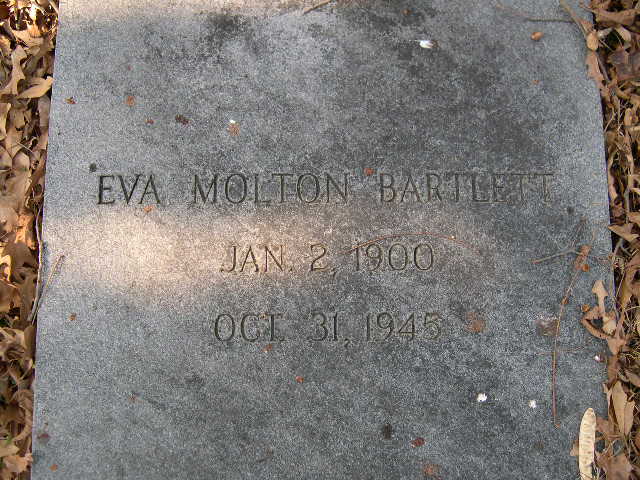 EVA MOLTON BARTLETT
JAN. 2, 1900
OCT. 31, 1945